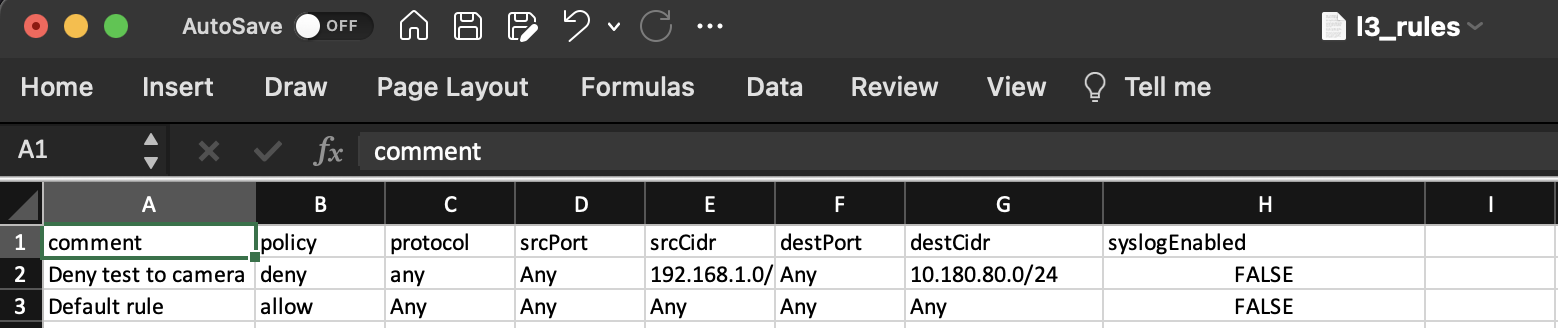 AutoSave OFF ... l3_rules
Home Insert Draw Page Layout Formulas Data Review View Tell me
A1 fx comment
A B C D E F G H I
1 comment policy protocol srcPort srcCidr destPort destCidr syslogEnabled
2 Deny test to camera deny any Any 192.168.1.0/ Any 10.180.80.0/24 FALSE
3 Default rule allow Any Any Any Any Any FALSE